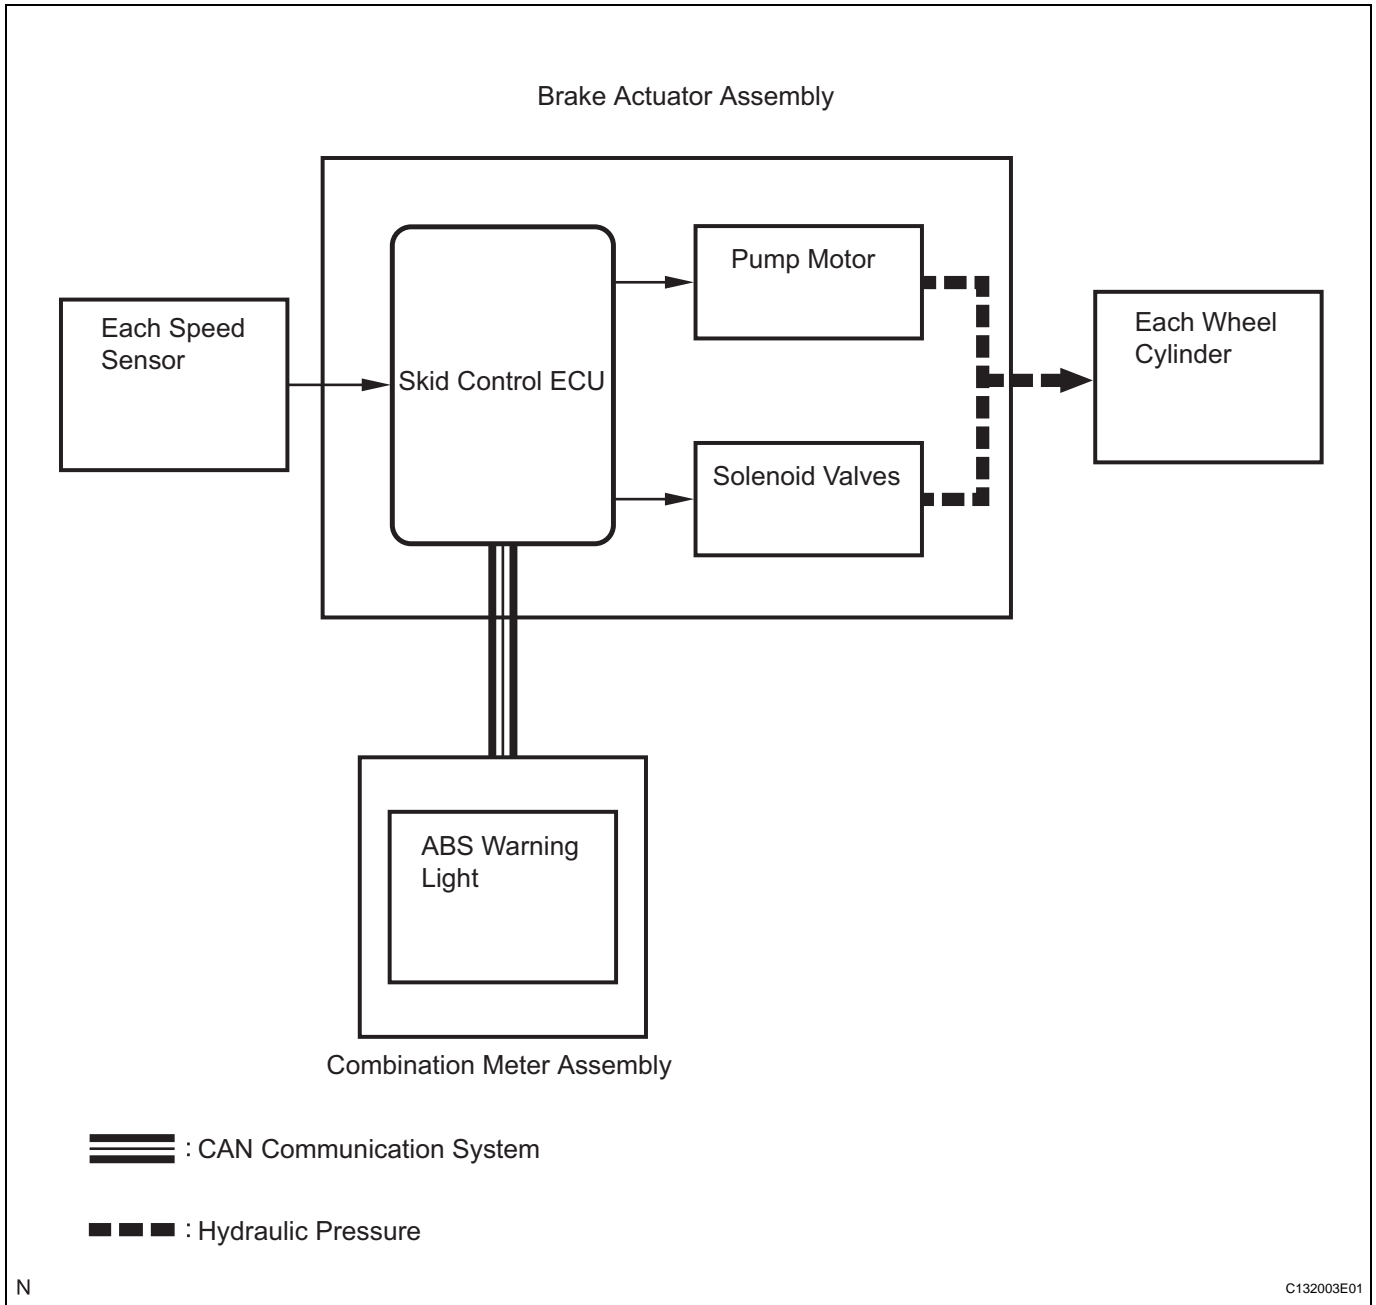 Brake Actuator Assembly
Each Speed
Sensor
Skid Control ECU
Pump Motor
Solenoid Valves
Each Wheel
Cylinder
ABS Warning
Light
Combination Meter Assembly
: CAN Communication System
: Hydraulic Pressure
N
C132003E01